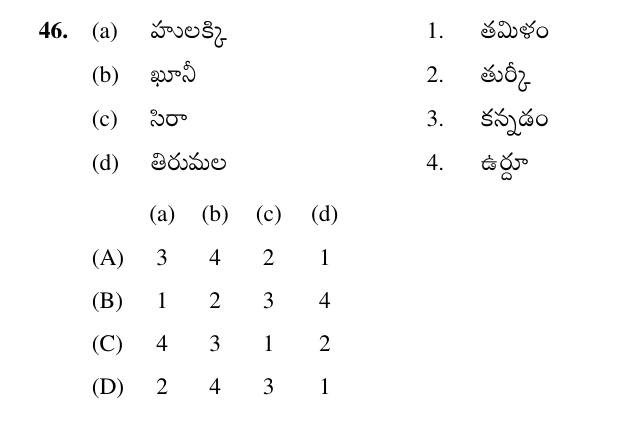 46. (a) హులక్కి 1. తమిళం
(b) ఖూనీ 2. తుర్కీ
(c) సిరా 3. కన్నడం
(d) తిరుమల 4. ఉర్దూ
(a) (b) (c) (d)
(A) 3 4 2 1
(B) 1 2 3 4
(C) 4 3 1 2
(D) 2 4 3 1